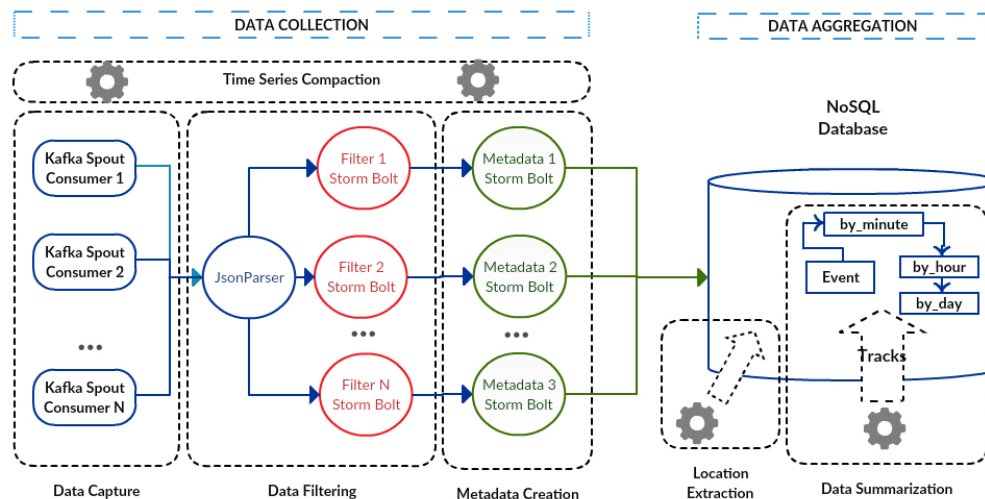 DATA COLLECTION
DATA AGGREGATION
Time Series Compaction
NoSQL
Database
Kafka Spout
Consumer 1
Filter 1
Storm Bolt
Metadata 1
Storm Bolt
by_minute
Kafka Spout
Consumer 2
JsonParser
Filter 2
Storm Bolt
Metadata 2
Storm Bolt
Event
by_hour
by_day
...
...
...
Tracks
Kafka Spout
Consumer N
Filter N
Storm Bolt
Metadata 3
Storm Bolt
Data Capture
Data Filtering
Metadata Creation
Location
Extraction
Data Summarization